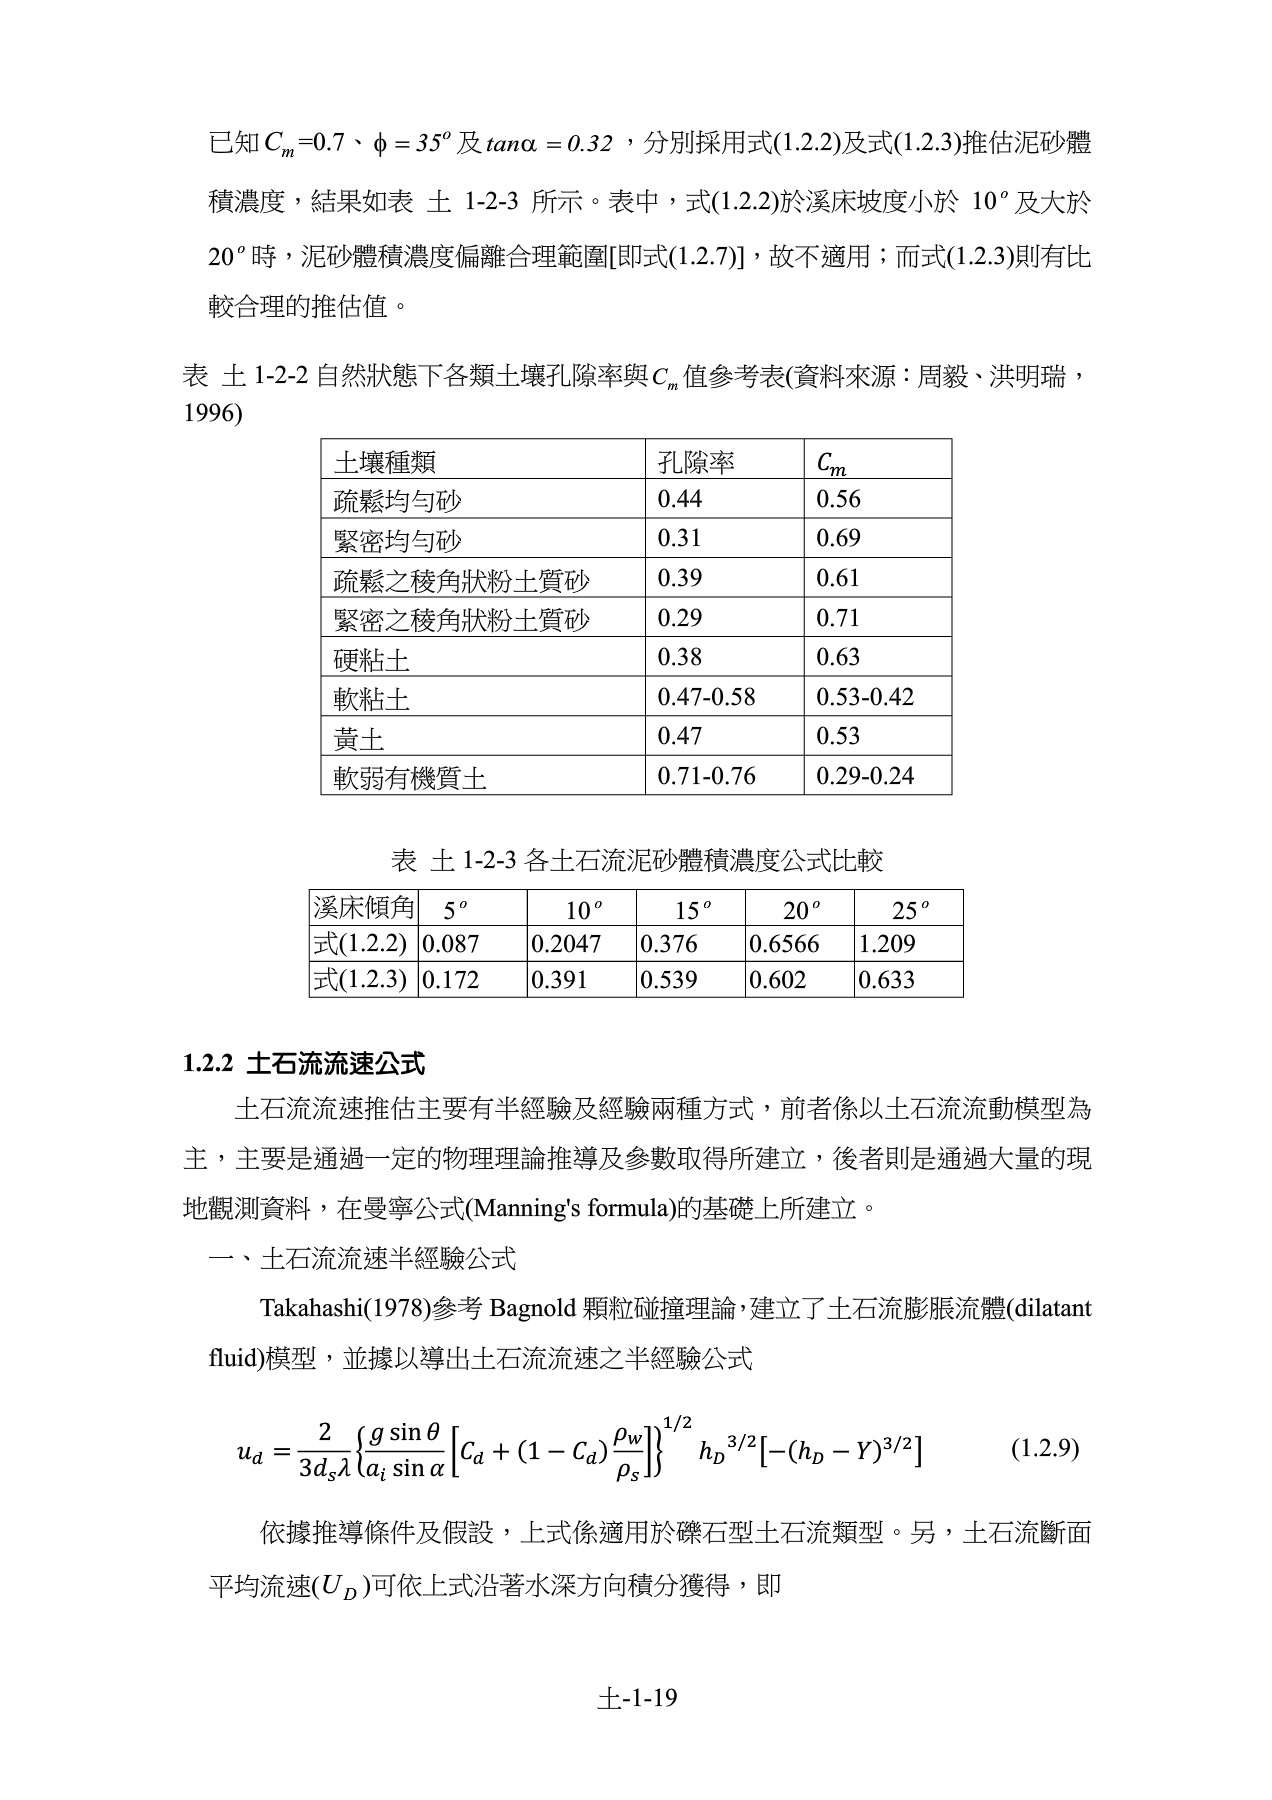 已知 Cm=0.7、ϕ = 35°及 tanα = 0.32，分別採用式(1.2.2)及式(1.2.3)推估泥砂體
積濃度，結果如表 土 1-2-3 所示。表中，式(1.2.2)於溪床坡度小於 10°及大於
20°時，泥砂體積濃度偏離合理範圍[即式(1.2.7)]，故不適用；而式(1.2.3)則有比
較合理的推估值。
表 土 1-2-2 自然狀態下各類土壤孔隙率與 Cm 值參考表(資料來源：周毅、洪明瑞，
1996)
土壤種類 孔隙率 Cm
疏鬆均勻砂 0.44 0.56
緊密均勻砂 0.31 0.69
疏鬆之稜角狀粉土質砂 0.39 0.61
緊密之稜角狀粉土質砂 0.29 0.71
硬粘土 0.38 0.63
軟粘土 0.47-0.58 0.53-0.42
黃土 0.47 0.53
軟弱有機質土 0.71-0.76 0.29-0.24
表 土 1-2-3 各土石流泥砂體積濃度公式比較
溪床傾角 5° 10° 15° 20° 25°
式(1.2.2) 0.087 0.2047 0.376 0.6566 1.209
式(1.2.3) 0.172 0.391 0.539 0.602 0.633
1.2.2 土石流流速公式
土石流流速推估主要有半經驗及經驗兩種方式，前者係以土石流流動模型為
主，主要是通過一定的物理理論推導及參數取得所建立，後者則是通過大量的現
地觀測資料，在曼寧公式(Manning's formula)的基礎上所建立。
一、土石流流速半經驗公式
Takahashi(1978)參考 Bagnold 顆粒碰撞理論，建立了土石流膨脹流體(dilatant
fluid)模型，並據以導出土石流流速之半經驗公式
u_d = 2/(3d_sλ) {g sin θ/(a_i sin α) [C_d + (1 − C_d) ρ_w/ρ_s]}^1/2 h_D^3/2[−(h_D − Y)^3/2] (1.2.9)
依據推導條件及假設，上式係適用於礫石型土石流類型。另，土石流斷面
平均流速(U_D)可依上式沿著水深方向積分獲得，即
土-1-19